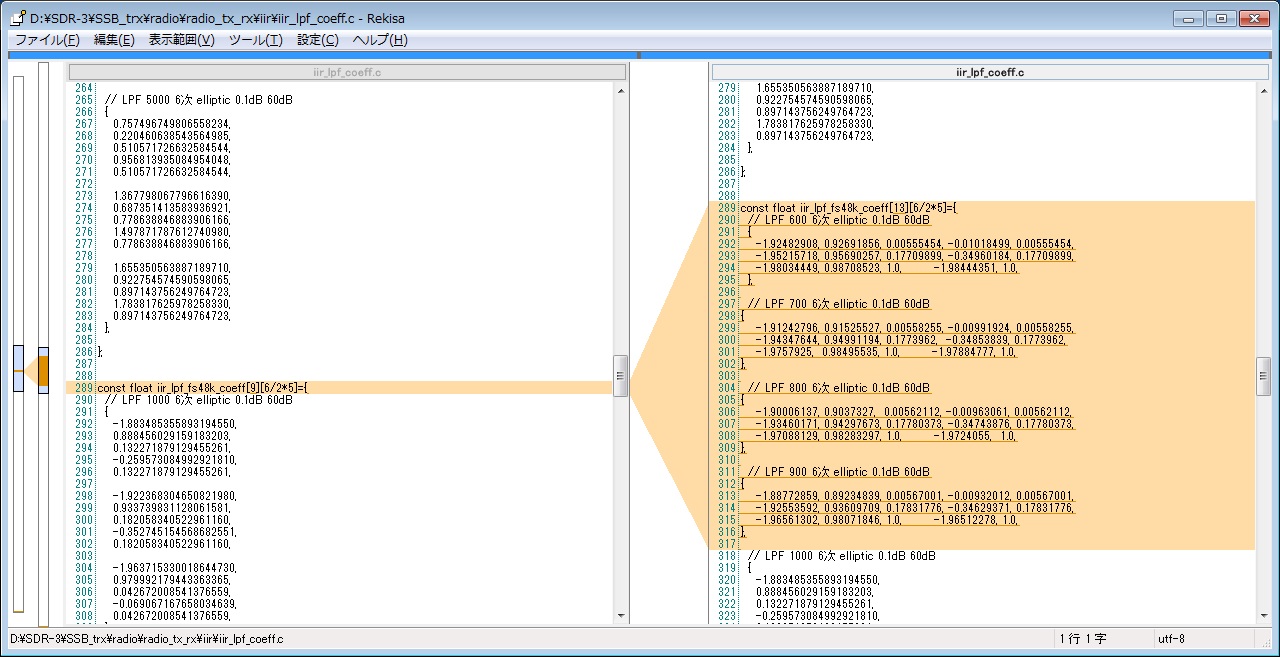 D:¥SDR-3¥SSB_trx¥radio¥radio_tx_rx¥iir¥iir_lpf_coeff.c - Rekisa
ファイル(F) 編集(E) 表示範囲(V) ツール(T) 設定(C) ヘルプ(H)
iir_lpf_coeff.c
264
265 // LPF 5000 6次 elliptic 0.1dB 60dB
266 {
267 0.757496749806558234,
268 0.220460638543564985,
269 0.510571726632584544,
270 0.956813935084954048,
271 0.510571726632584544,
272
273 1.367798067796616390,
274 0.687351413583936921,
275 0.778638846883906166,
276 1.497871787612740980,
277 0.778638846883906166,
278
279 1.655350563887189710,
280 0.922754574590598065,
281 0.897143756249764723,
282 1.783817625978258330,
283 0.897143756249764723,
284 },
285
286 };
287
288
289 const float iir_lpf_fs48k_coeff[9][6/2*5]={
290 // LPF 1000 6次 elliptic 0.1dB 60dB
291 {
292 -1.883485355893194550,
293 0.888456029159183203,
294 0.132271879129455261,
295 -0.259573084992921810,
296 0.132271879129455261,
297
298 -1.922368304650821980,
299 0.933739831128061581,
300 0.182058340522961160,
301 -0.352745154568682551,
302 0.182058340522961160,
303
304 -1.963715330018644730,
305 0.979992179443363365,
306 0.042672008541376559,
307 -0.069067167658034639,
308 0.042672008541376559,
iir_lpf_coeff.c
279 1.655350563887189710,
280 0.922754574590598065,
281 0.897143756249764723,
282 1.783817625978258330,
283 0.897143756249764723,
284 },
285
286 };
287
288
289 const float iir_lpf_fs48k_coeff[13][6/2*5]={
290 // LPF 600 6次 elliptic 0.1dB 60dB
291 {
292 -1.92482908, 0.92691856, 0.00555454, -0.01018499, 0.00555454,
293 -1.95215718, 0.95690257, 0.17709899, -0.34960184, 0.17709899,
294 -1.98034449, 0.98708523, 1.0, -1.98444351, 1.0,
295 },
296
297 // LPF 700 6次 elliptic 0.1dB 60dB
298 {
299 -1.91242796, 0.91525527, 0.00558255, -0.00991924, 0.00558255,
300 -1.94347644, 0.94991194, 0.1773962, -0.34853839, 0.1773962,
301 -1.9757925, 0.98495535, 1.0, -1.97884777, 1.0,
302 },
303
304 // LPF 800 6次 elliptic 0.1dB 60dB
305 {
306 -1.90006137, 0.9037327, 0.00562112, -0.00963061, 0.00562112,
307 -1.93460171, 0.94297673, 0.17780373, -0.34743876, 0.17780373,
308 -1.97088129, 0.98283297, 1.0, -1.9724055, 1.0,
309 },
310
311 // LPF 900 6次 elliptic 0.1dB 60dB
312 {
313 -1.88772859, 0.89234839, 0.00567001, -0.00932012, 0.00567001,
314 -1.92553592, 0.93609709, 0.17831776, -0.34629371, 0.17831776,
315 -1.96561302, 0.98071846, 1.0, -1.96512278, 1.0,
316 },
317
318 // LPF 1000 6次 elliptic 0.1dB 60dB
319 {
320 -1.883485355893194550,
321 0.888456029159183203,
322 0.132271879129455261,
323 -0.259573084992921810,
D:¥SDR-3¥SSB_trx¥radio¥radio_tx_rx¥iir¥iir_lpf_coeff.c 1 行 1 字 utf-8